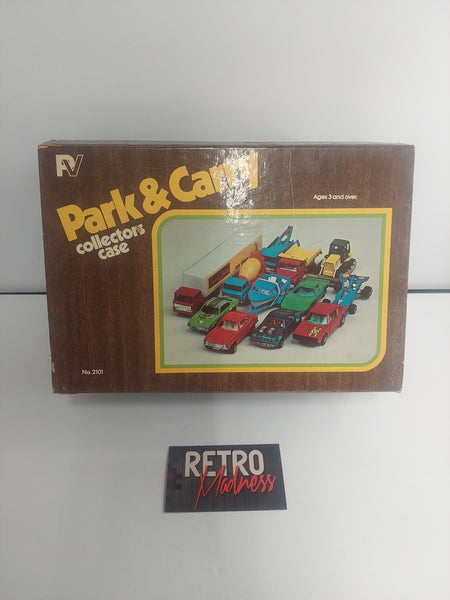 PV
Park & Carry
collectors
case
Ages 3 and over.
No. 2101
RETRO
Madness